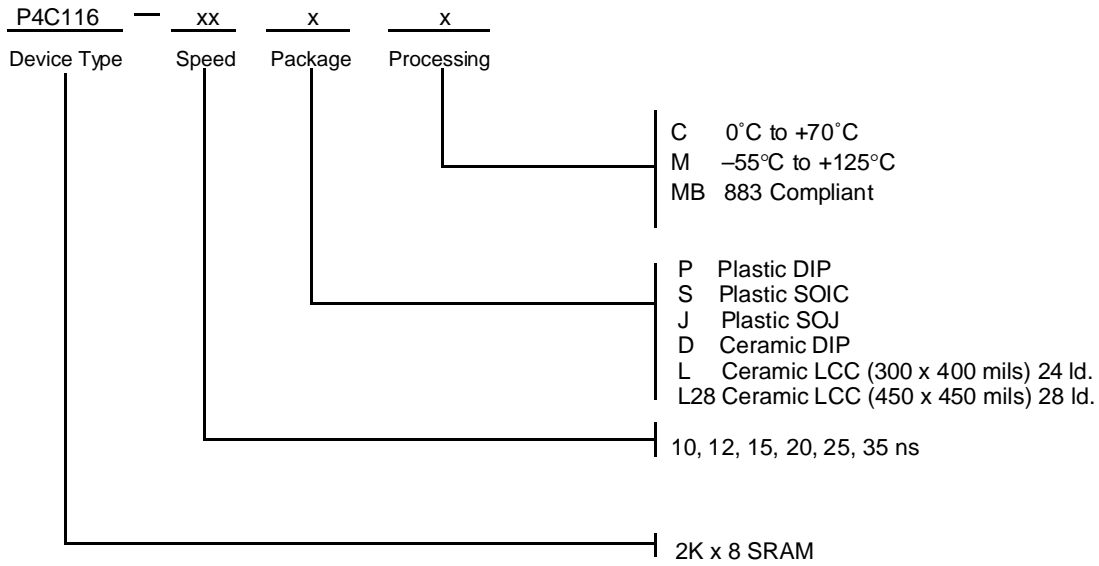 P4C116 — xx x x
Device Type Speed Package Processing
C 0˚C to +70˚C
M –55°C to +125°C
MB 883 Compliant
P Plastic DIP
S Plastic SOIC
J Plastic SOJ
D Ceramic DIP
L Ceramic LCC (300 x 400 mils) 24 ld.
L28 Ceramic LCC (450 x 450 mils) 28 ld.
10, 12, 15, 20, 25, 35 ns
2K x 8 SRAM